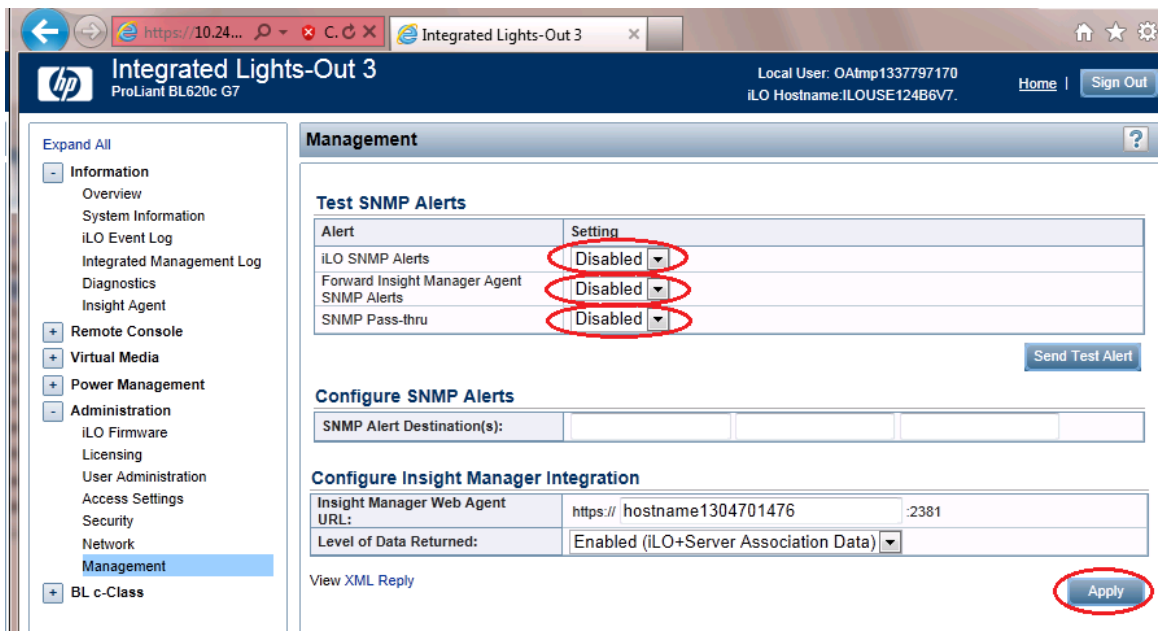 https://10.24... C. Integrated Lights-Out 3
hp
Integrated Lights-Out 3
ProLiant BL620c G7
Local User: OAtmp1337797170
iLO Hostname:ILOUSE124B6V7.
Home | Sign Out
Expand All
Information
Overview
System Information
iLO Event Log
Integrated Management Log
Diagnostics
Insight Agent
Remote Console
Virtual Media
Power Management
Administration
iLO Firmware
Licensing
User Administration
Access Settings
Security
Network
Management
BL c-Class
Management ?
Test SNMP Alerts
Alert Setting
iLO SNMP Alerts Disabled
Forward Insight Manager Agent
SNMP Alerts Disabled
SNMP Pass-thru Disabled
Send Test Alert
Configure SNMP Alerts
SNMP Alert Destination(s):
Configure Insight Manager Integration
Insight Manager Web Agent
URL: https:// hostname1304701476 :2381
Level of Data Returned: Enabled (iLO+Server Association Data)
View XML Reply
Apply